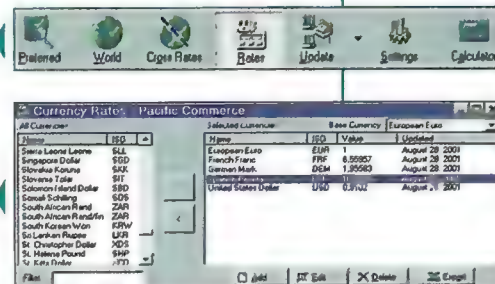 Preferred World Cross Rates Rates Update Settings Calculator
Currency Rates - Pacific Commerce
All Currencies Selected Currencies Base Currency European Euro
Name ISO Name ISO Value Updated
Sierra Leone Leone SLL European Euro EUR 1 August 28 2001
Singapore Dollar SGD French Franc FRF 6.55957 August 28 2001
Slovakia Koruna SKK German Mark DEM 1.95583 August 28 2001
Slovenia Tolar SIT
Solomon Island Dollar SBD United States Dollar USD August 2001
Somali Schilling SOS
South African Rand ZAR
South African Rand/fin ZAR
South Korean Won KRW
Sri Lankan Rupee LKR
St. Christopher Dollar XDS
St. Helena Pound SHP
St. Kitts Dollar
Filter Add Edit Delete